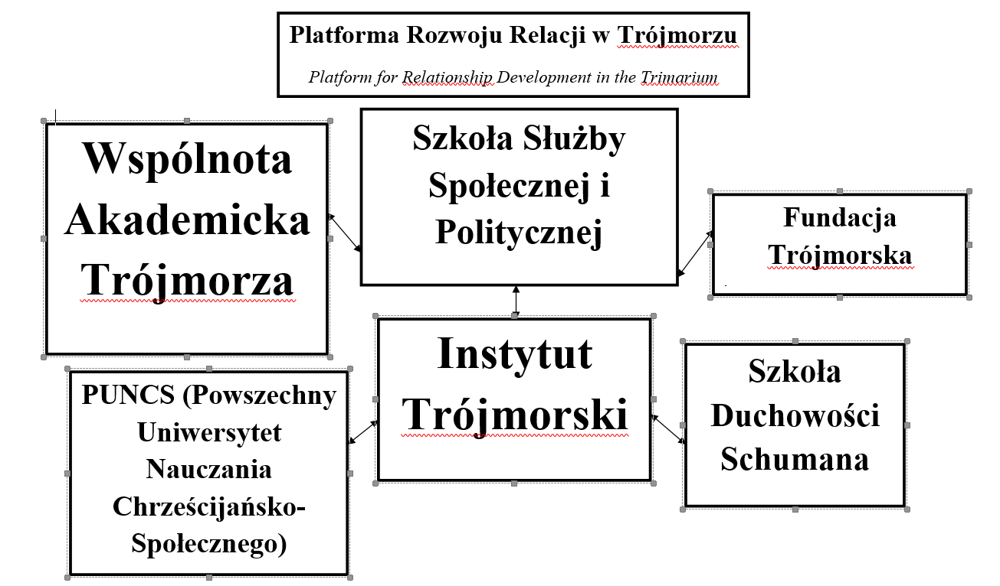 Platforma Rozwoju Relacji w Trójmorzu
Platform for Relationship Development in the Trimarium
Wspólnota
Akademicka
Trójmorza
Szkoła Służby
Społecznej i
Politycznej
Fundacja
Trójmorska
Instytut
Trójmorski
PUNCS (Powszechny
Uniwersytet
Nauczania
Chrześcijańsko-
Społecznego)
Szkoła
Duchowości
Schumana